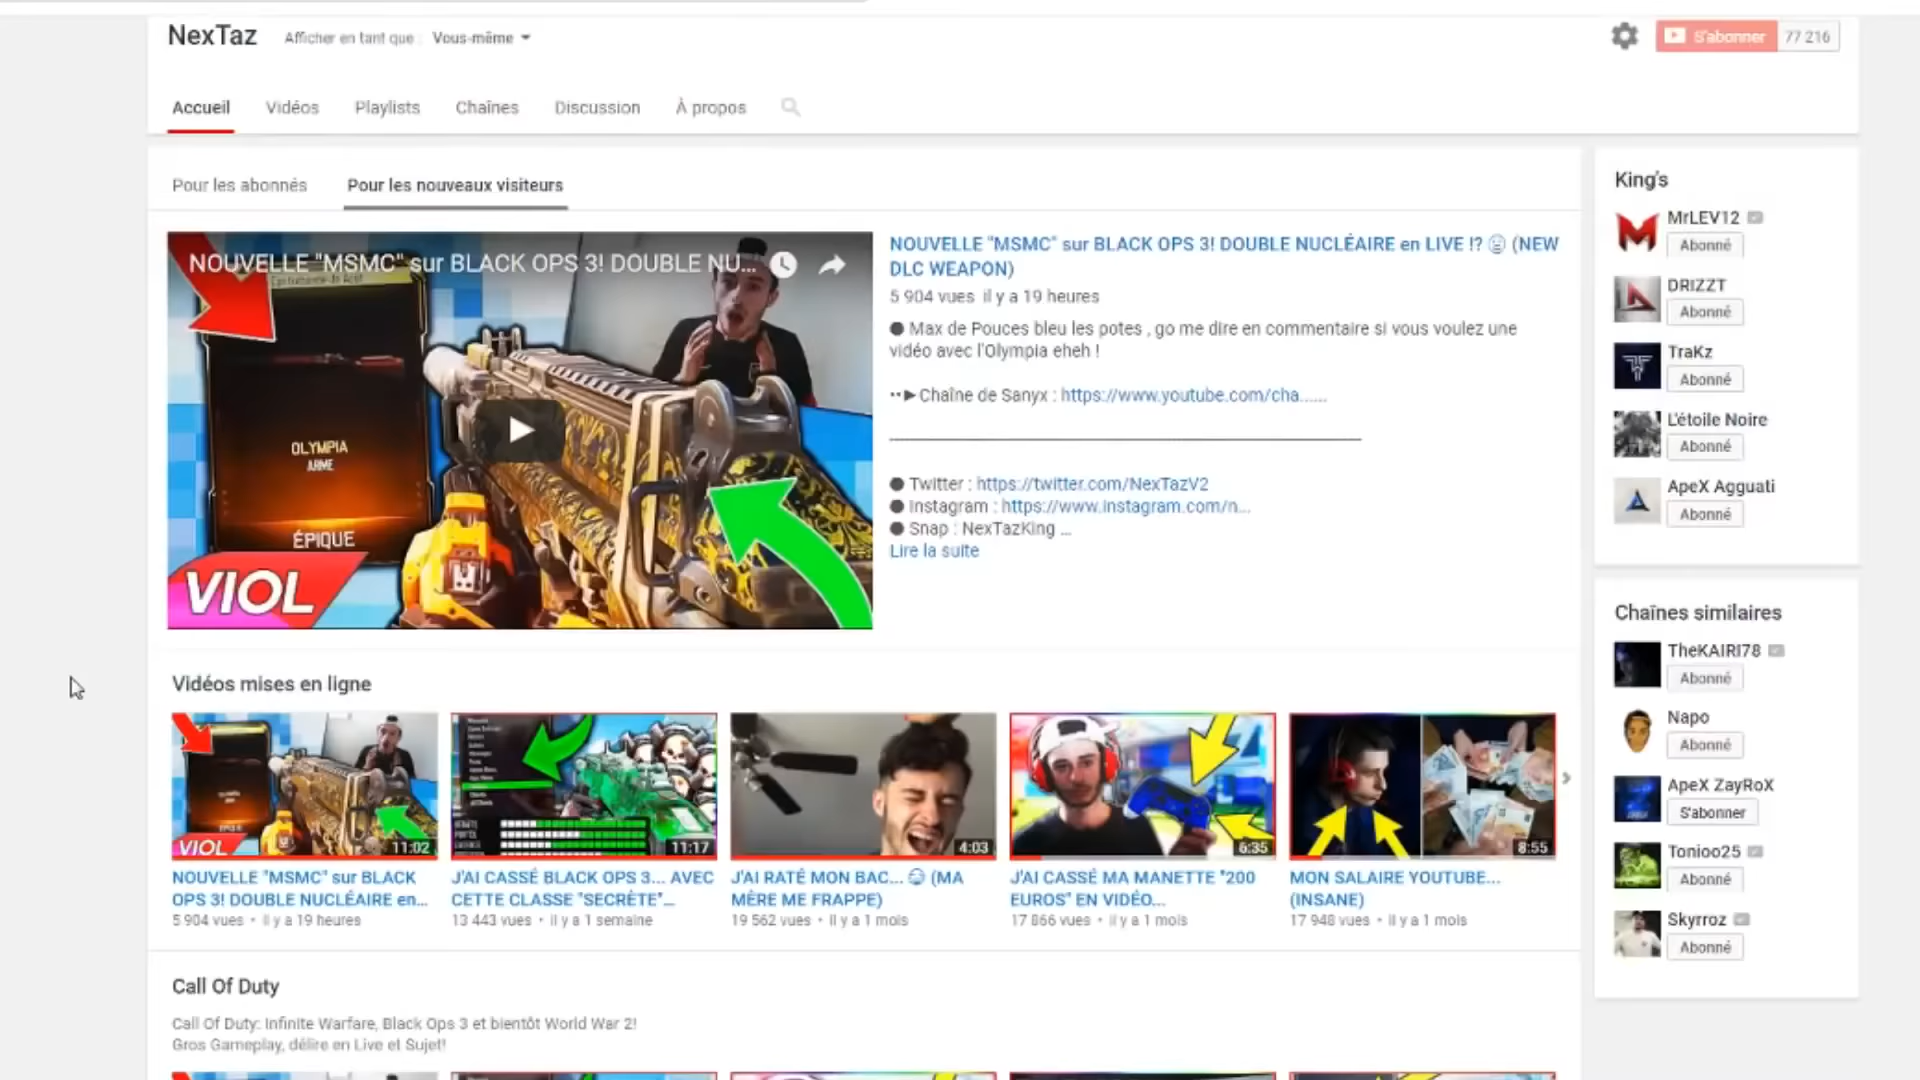 NexTaz
Afficher en tant que : Vous-même
S'abonner 77 216
Accueil Vidéos Playlists Chaînes Discussion À propos
Pour les abonnés Pour les nouveaux visiteurs
NOUVELLE "MSMC" sur BLACK OPS 3! DOUBLE NU...
OLYMPIA
ARME
ÉPIQUE
VIOL
NOUVELLE "MSMC" sur BLACK OPS 3! DOUBLE NUCLÉAIRE en LIVE !? (NEW
DLC WEAPON)
5 904 vues il y a 19 heures
● Max de Pouces bleu les potes , go me dire en commentaire si vous voulez une
vidéo avec l'Olympia eheh !
••► Chaîne de Sanyx : https://www.youtube.com/cha......
● Twitter : https://twitter.com/NexTazV2
● Instagram : https://www.instagram.com/n...
● Snap : NexTazKing ...
Lire la suite
Vidéos mises en ligne
VIOL
11:02
NOUVELLE "MSMC" sur BLACK
OPS 3! DOUBLE NUCLÉAIRE en...
5 904 vues • il y a 19 heures
11:17
J'AI CASSÉ BLACK OPS 3... AVEC
CETTE CLASSE "SECRÈTE"...
13 443 vues • il y a 1 semaine
4:03
J'AI RATÉ MON BAC... (MA
MÈRE ME FRAPPE)
19 562 vues • il y a 1 mois
6:35
J'AI CASSÉ MA MANETTE "200
EUROS" EN VIDÉO...
17 866 vues • il y a 1 mois
8:55
MON SALAIRE YOUTUBE...
(INSANE)
17 948 vues • il y a 1 mois
Call Of Duty
Call Of Duty: Infinite Warfare, Black Ops 3 et bientôt World War 2!
Gros Gameplay, délire en Live et Sujet!
King's
MrLEV12
Abonné
DRIZZT
Abonné
TraKz
Abonné
L'étoile Noire
Abonné
ApeX Agguati
Abonné
Chaînes similaires
TheKAIRI78
Abonné
Napo
Abonné
ApeX ZayRoX
S'abonner
Tonioo25
Abonné
Skyrroz
Abonné